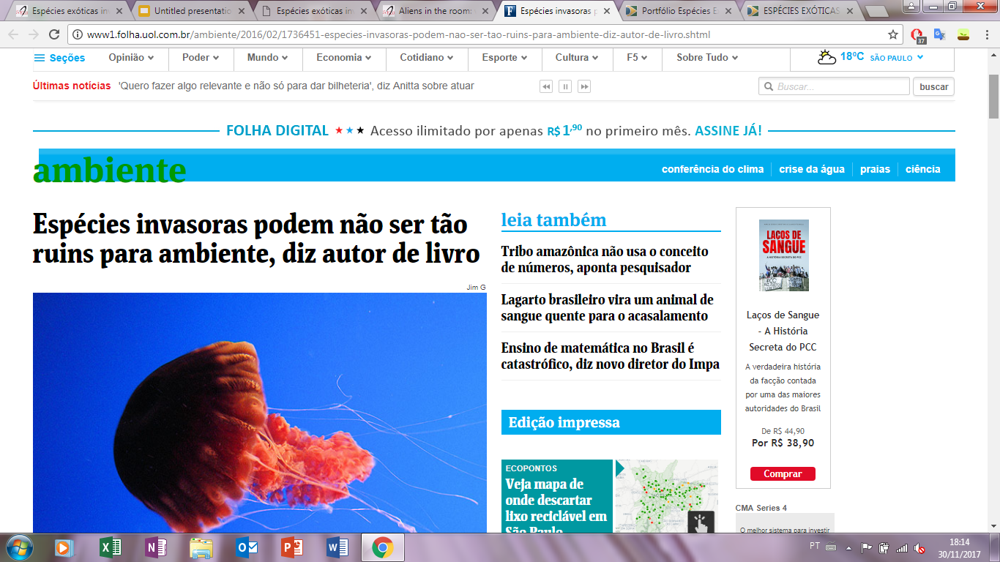 Espécies exóticas in
Untitled presentatic
Espécies exóticas in
Aliens in the room:
Espécies invasoras p
Portfólio Espécies E
ESPÉCIES EXÓTICAS
www1.folha.uol.com.br/ambiente/2016/02/1736451-especies-invasoras-podem-nao-ser-tao-ruins-para-ambiente-diz-autor-de-livro.shtml
37
Seções
Opinião
Poder
Mundo
Economia
Cotidiano
Esporte
Cultura
F5
Sobre Tudo
18ºC SÃO PAULO
Últimas notícias 'Quero fazer algo relevante e não só para dar bilheteria', diz Anitta sobre atuar
Buscar...
buscar
FOLHA DIGITAL ★ ★ ★ Acesso ilimitado por apenas R$ 1,90 no primeiro mês. ASSINE JÁ!
ambiente
conferência do clima
crise da água
praias
ciência
Espécies invasoras podem não ser tão
ruins para ambiente, diz autor de livro
Jim G
leia também
Tribo amazônica não usa o conceito
de números, aponta pesquisador
Lagarto brasileiro vira um animal de
sangue quente para o acasalamento
Ensino de matemática no Brasil é
catastrófico, diz novo diretor do Impa
Edição impressa
ECOPONTOS
Veja mapa de
onde descartar
lixo reciclável em
São Paulo
LAÇOS DE
SANGUE
A HISTÓRIA SECRETA DO PCC
PCC
Laços de Sangue
- A História
Secreta do PCC
A verdadeira história
da facção contada
por uma das maiores
autoridades do Brasil
De R$ 44,90
Por R$ 38,90
Comprar
CMA Series 4
O melhor sistema para investir
PT
18:14
30/11/2017